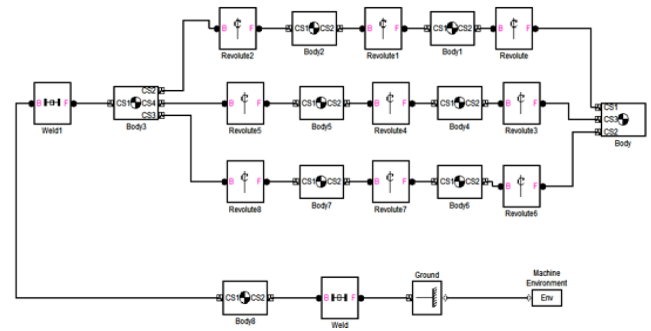 B F CS1 CS2 B F CS1 CS2 B F
Revolute2 Body2 Revolute1 Body1 Revolute
B F CS1 CS2 CS4 CS3 B F CS1 CS2 B F CS1 CS2 B F CS1 CS3 CS2
Weld1 Body3 Revolute5 Body5 Revolute4 Body4 Revolute3 Body
B F CS1 CS2 B F CS1 CS2 B F
Revolute8 Body7 Revolute7 Body6 Revolute6
Ground Machine
Environment
CS1 CS2 B F Env
Body8 Weld